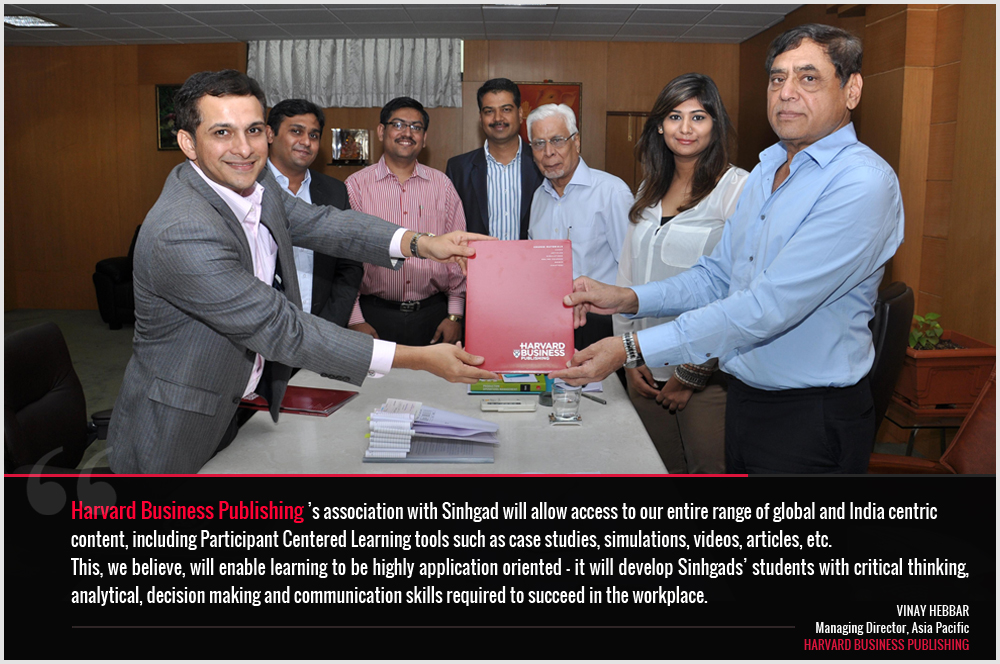 HARVARD
BUSINESS
PUBLISHING
Harvard Business Publishing 's association with Sinhgad will allow access to our entire range of global and India centric
content, including Participant Centered Learning tools such as case studies, simulations, videos, articles, etc.
This, we believe, will enable learning to be highly application oriented - it will develop Sinhgads' students with critical thinking,
analytical, decision making and communication skills required to succeed in the workplace.
VINAY HEBBAR
Managing Director, Asia Pacific
HARVARD BUSINESS PUBLISHING